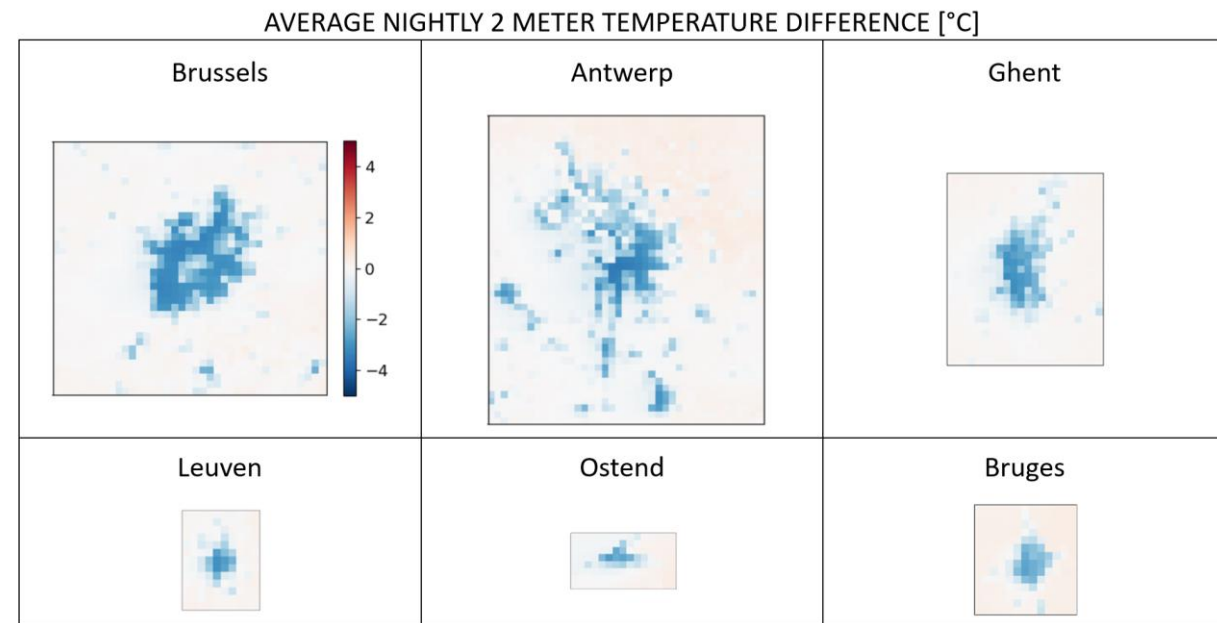 AVERAGE NIGHTLY 2 METER TEMPERATURE DIFFERENCE [°C]
Brussels
Antwerp
Ghent
4
2
0
−2
−4
Leuven
Ostend
Bruges